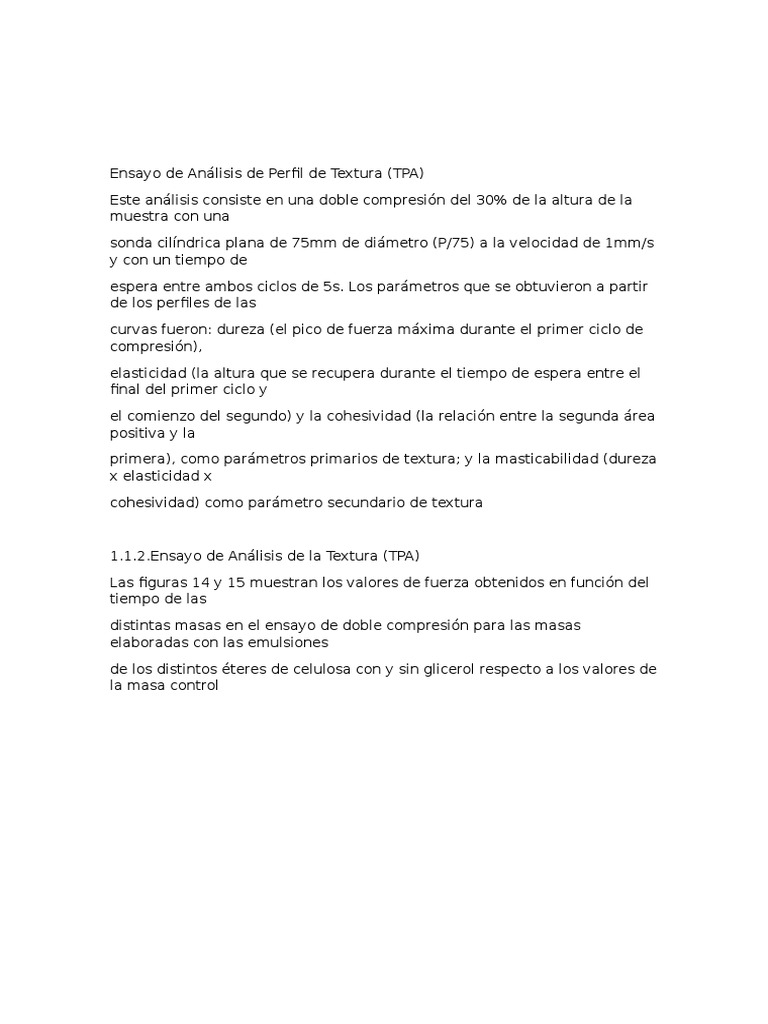 Ensayo de Análisis de Perfil de Textura (TPA)
Este análisis consiste en una doble compresión del 30% de la altura de la
muestra con una
sonda cilíndrica plana de 75mm de diámetro (P/75) a la velocidad de 1mm/s
y con un tiempo de
espera entre ambos ciclos de 5s. Los parámetros que se obtuvieron a partir
de los perfiles de las
curvas fueron: dureza (el pico de fuerza máxima durante el primer ciclo de
compresión),
elasticidad (la altura que se recupera durante el tiempo de espera entre el
final del primer ciclo y
el comienzo del segundo) y la cohesividad (la relación entre la segunda área
positiva y la
primera), como parámetros primarios de textura; y la masticabilidad (dureza
x elasticidad x
cohesividad) como parámetro secundario de textura
1.1.2.Ensayo de Análisis de la Textura (TPA)
Las figuras 14 y 15 muestran los valores de fuerza obtenidos en función del
tiempo de las
distintas masas en el ensayo de doble compresión para las masas
elaboradas con las emulsiones
de los distintos éteres de celulosa con y sin glicerol respecto a los valores de
la masa control